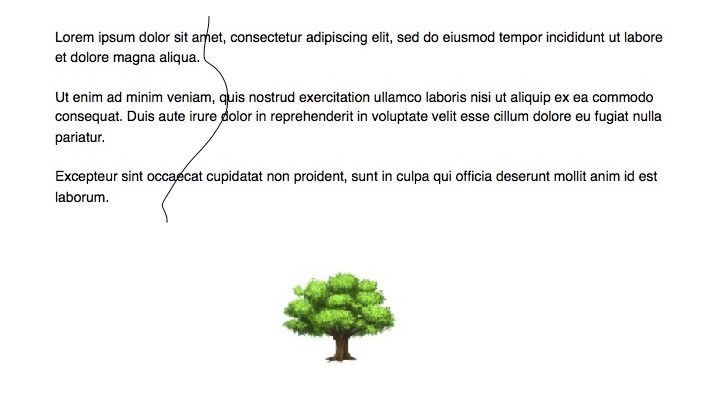 Lorem ipsum dolor sit amet, consectetur adipiscing elit, sed do eiusmod tempor incididunt ut labore
et dolore magna aliqua.
Ut enim ad minim veniam, quis nostrud exercitation ullamco laboris nisi ut aliquip ex ea commodo
consequat. Duis aute irure dolor in reprehenderit in voluptate velit esse cillum dolore eu fugiat nulla
pariatur.
Excepteur sint occaecat cupidatat non proident, sunt in culpa qui officia deserunt mollit anim id est
laborum.